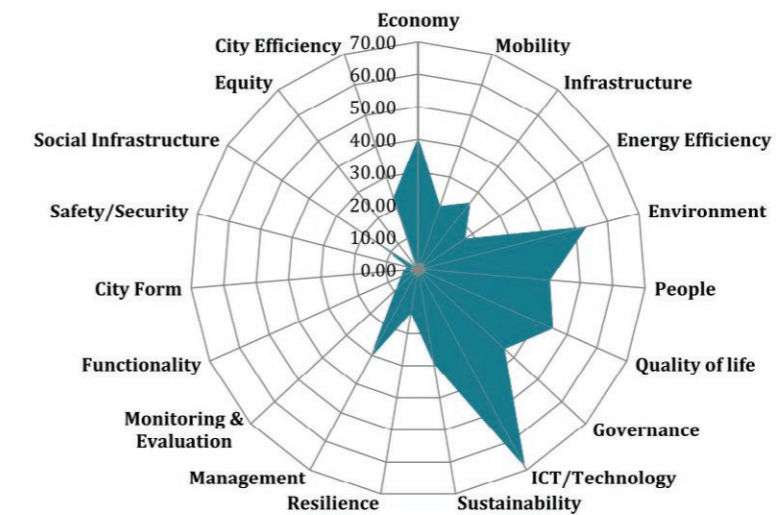 Economy
Mobility
Infrastructure
Energy Efficiency
Environment
People
Quality of life
Governance
ICT/Technology
Sustainability
Resilience
Management
Monitoring &
Evaluation
Functionality
City Form
Safety/Security
Social Infrastructure
Equity
City Efficiency
70.00
60.00
50.00
40.00
30.00
20.00
10.00
0.00